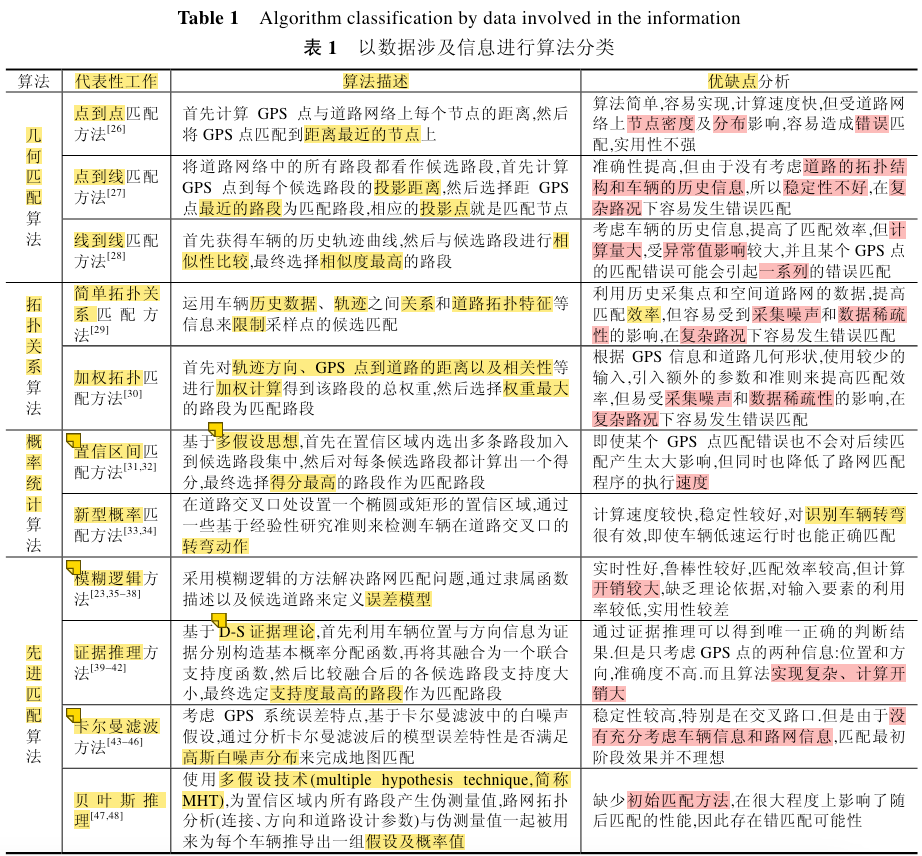 Table 1 Algorithm classification by data involved in the information
表 1 以数据涉及信息进行算法分类
算法 代表性工作 算法描述 优缺点分析
几何匹配算法
点到点匹配
方法[26]
首先计算 GPS 点与道路网络上每个节点的距离,然后
将 GPS 点匹配到距离最近的节点上
算法简单,容易实现,计算速度快,但受道路网
络上节点密度及分布影响,容易造成错误匹
配,实用性不强
点到线匹配
方法[27]
将道路网络中的所有路段都看作候选路段,首先计算
GPS 点到每个候选路段的投影距离,然后选择距 GPS
点最近的路段为匹配路段,相应的投影点就是匹配节点
准确性提高,但由于没有考虑道路的拓扑结
构和车辆的历史信息,所以稳定性不好,在复
杂路况下容易发生错误匹配
线到线匹配
方法[28]
首先获得车辆的历史轨迹曲线,然后与候选路段进行相
似性比较,最终选择相似度最高的路段
考虑车辆的历史信息,提高了匹配效率,但计
算量大,受异常值影响较大,并且某个 GPS 点
的匹配错误可能会引起一系列的错误匹配
拓扑关系算法
简单拓扑关
系匹配方
法[29]
运用车辆历史数据、轨迹之间关系和道路拓扑特征等
信息来限制采样点的候选匹配
利用历史采集点和空间道路网的数据,提高
匹配效率,但容易受到采集噪声和数据稀疏
性的影响,在复杂路况下容易发生错误匹配
加权拓扑匹
配方法[30]
首先对轨迹方向、GPS 点到道路的距离以及相关性等
进行加权计算得到该路段的总权重,然后选择权重最大
的路段为匹配路段
根据 GPS 信息和道路几何形状,使用较少的
输入,引入额外的参数和准则来提高匹配效
率,但易受采集噪声和数据稀疏性的影响,在
复杂路况下容易发生错误匹配
概率统计算法
置信区间匹
配方法[31,32]
基于多假设思想,首先在置信区域内选出多条路段加入
到候选路段集中,然后对每条候选路段都计算出一个得
分,最终选择得分最高的路段作为匹配路段
即使某个 GPS 点匹配错误也不会对后续匹
配产生太大影响,但同时也降低了路网匹配
程序的执行速度
新型概率匹
配方法[33,34]
在道路交叉口处设置一个椭圆或矩形的置信区域,通过
一些基于经验性研究准则来检测车辆在道路交叉口的
转弯动作
计算速度较快,稳定性较好,对识别车辆转弯
很有效,即使车辆低速运行时也能正确匹配
先进匹配算法
模糊逻辑方
法[23,35–38]
采用模糊逻辑的方法解决路网匹配问题,通过隶属函数
描述以及候选道路来定义误差模型
实时性好,鲁棒性较好,匹配效率较高,但计算
开销较大,缺乏理论依据,对输入要素的利用
率较低,实用性较差
证据推理方
法[39–42]
基于 D-S 证据理论,首先利用车辆位置与方向信息为证
据分别构造基本概率分配函数,再将其融合为一个联合
支持度函数,然后比较融合后的各候选路段支持度大
小,最终选定支持度最高的路段作为匹配路段
通过证据推理可以得到唯一正确的判断结
果.但是只考虑 GPS 点的两种信息:位置和方
向,准确度不高.而且算法实现复杂、计算开
销大
卡尔曼滤波
方法[43–46]
考虑 GPS 系统误差特点,基于卡尔曼滤波中的白噪声
假设,通过分析卡尔曼滤波后的模型误差特性是否满足
高斯白噪声分布来完成地图匹配
稳定性较高,特别是在交叉路口.但是由于没
有充分考虑车辆信息和路网信息,匹配最初
阶段效果并不理想
贝叶斯推
理[47,48]
使用多假设技术(multiple hypothesis technique,简称
MHT),为置信区域内所有路段产生伪测量值,路网拓扑
分析(连接、方向和道路设计参数)与伪测量值一起被用
来为每个车辆推导出一组假设及概率值
缺少初始匹配方法,在很大程度上影响了随
后匹配的性能,因此存在错匹配可能性